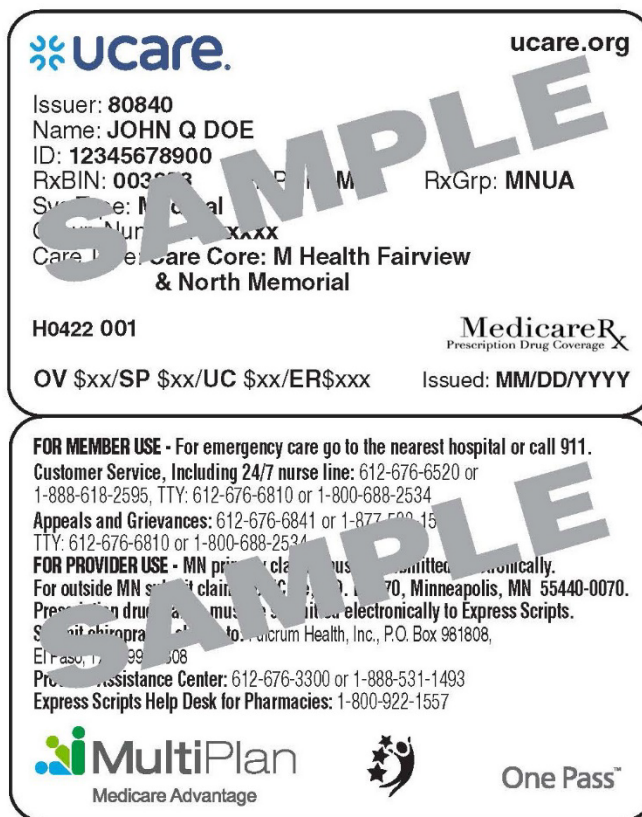 ucare.
ucare.org
Issuer: 80840
Name: JOHN Q DOE
ID: 12345678900
RxBIN: RxGrp: MNUA
SAMPLE
Care Core: M Health Fairview
& North Memorial
H0422 001
MedicareRx
Prescription Drug Coverage
OV $xx/SP $xx/UC $xx/ER$xxx Issued: MM/DD/YYYY
FOR MEMBER USE - For emergency care go to the nearest hospital or call 911.
Customer Service, Including 24/7 nurse line: 612-676-6520 or
1-888-618-2595, TTY: 612-676-6810 or 1-800-688-2534
Appeals and Grievances: 612-676-6841 or
TTY: 612-676-6810 or
SAMPLE
FOR PROVIDER USE - MN
For outside MN Minneapolis, MN 55440-0070.
electronically to Express Scripts.
Health, Inc., P.O. Box 981808,
El Paso,
Assistance Center: 612-676-3300 or 1-888-531-1493
Express Scripts Help Desk for Pharmacies: 1-800-922-1557
MultiPlan
Medicare Advantage
One Pass™